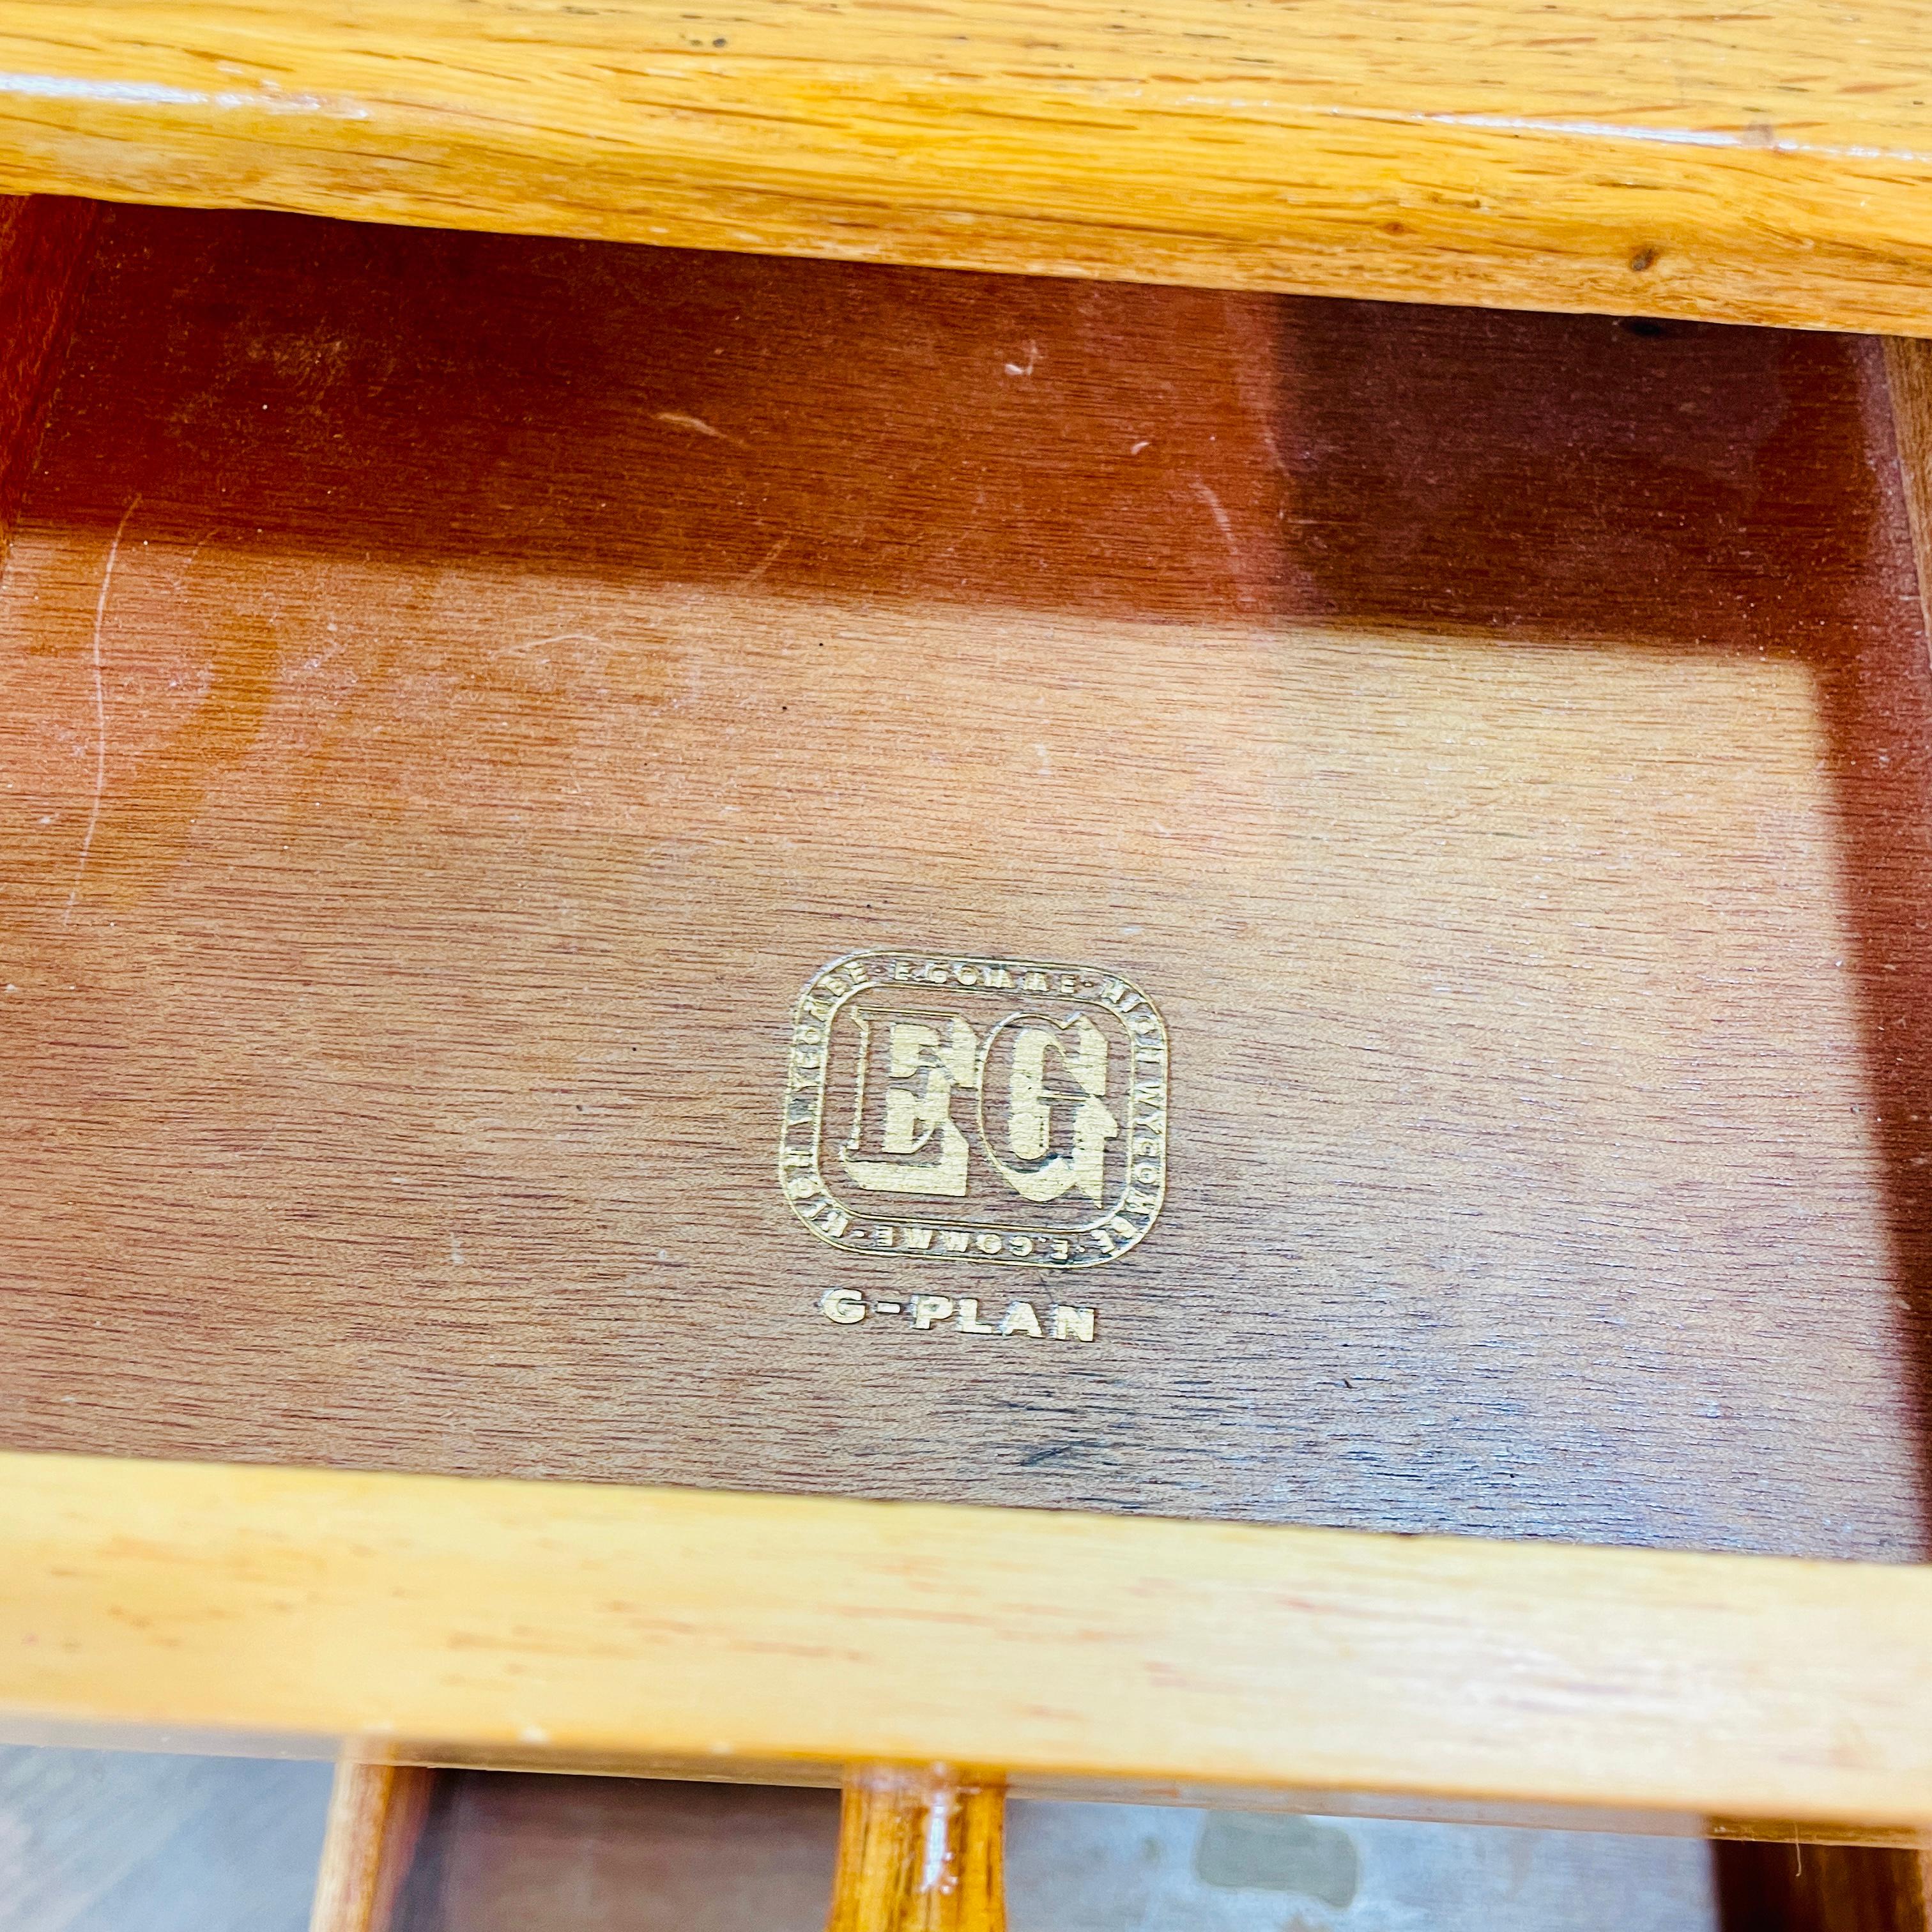 E.GOMME · HIGH WYCOMBE · E.GOMME · HIGH WYCOMBE ·
EG
G-PLAN